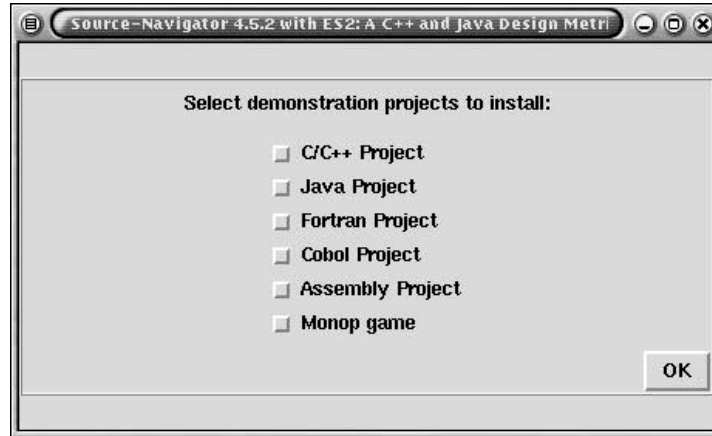 Source-Navigator 4.5.2 with ES2: A C++ and Java Design Metri
Select demonstration projects to install:
C/C++ Project
Java Project
Fortran Project
Cobol Project
Assembly Project
Monop game
OK